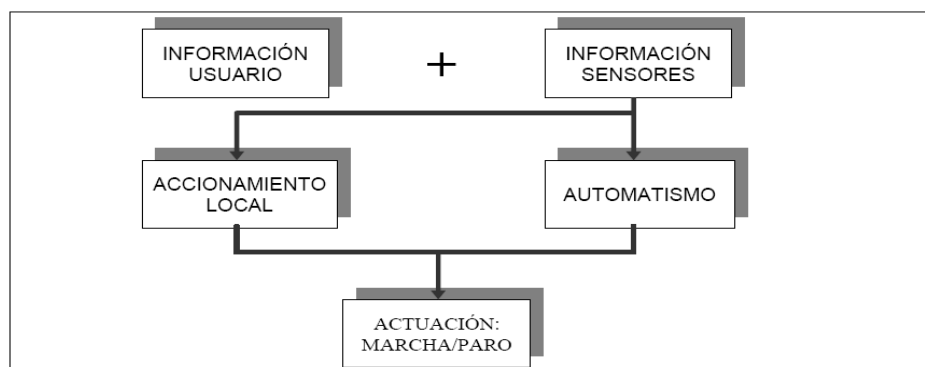 INFORMACIÓN
USUARIO
+
INFORMACIÓN
SENSORES
ACCIONAMIENTO
LOCAL
AUTOMATISMO
ACTUACIÓN:
MARCHA/PARO